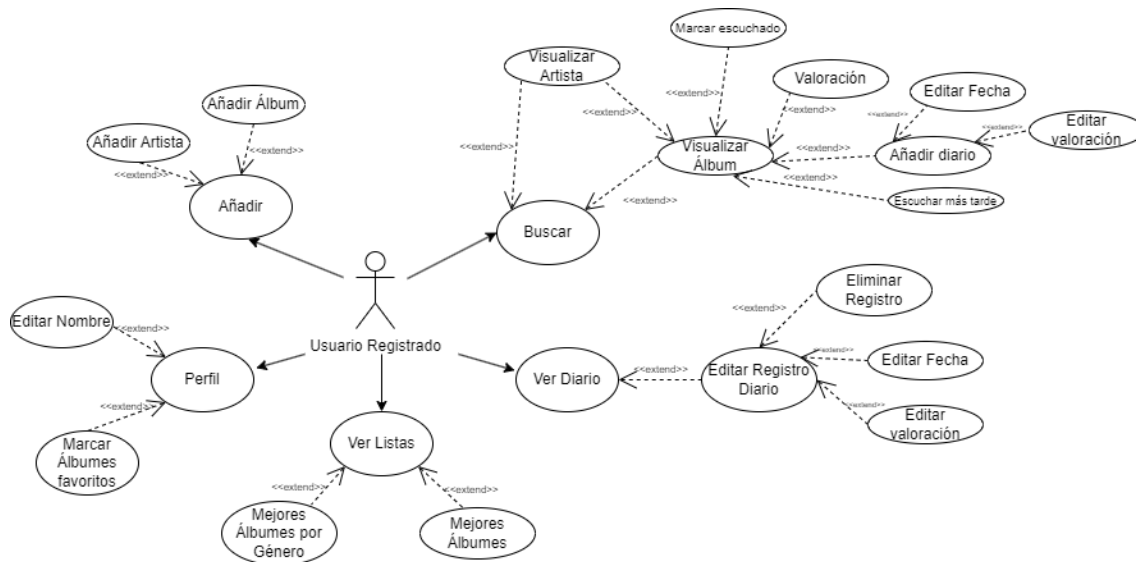 Marcar escuchado
Visualizar
Artista
<<extend>>
Valoración
<<extend>>
<<extend>>
<<extend>>
Editar Fecha
<<extend>>
Editar
valoración
<<extend>>
Añadir diario
<<extend>>
Visualizar
Álbum
<<extend>>
Escuchar más tarde
<<extend>>
Buscar
Añadir Álbum
<<extend>>
Añadir Artista
<<extend>>
Añadir
Usuario Registrado
Eliminar
Registro
<<extend>>
Editar Fecha
<<extend>>
Editar
valoración
<<extend>>
Editar Registro
Diario
<<extend>>
Ver Diario
Editar Nombre
<<extend>>
Perfil
<<extend>>
Marcar
Álbumes
favoritos
Ver Listas
<<extend>>
<<extend>>
Mejores
Álbumes por
Género
Mejores
Álbumes